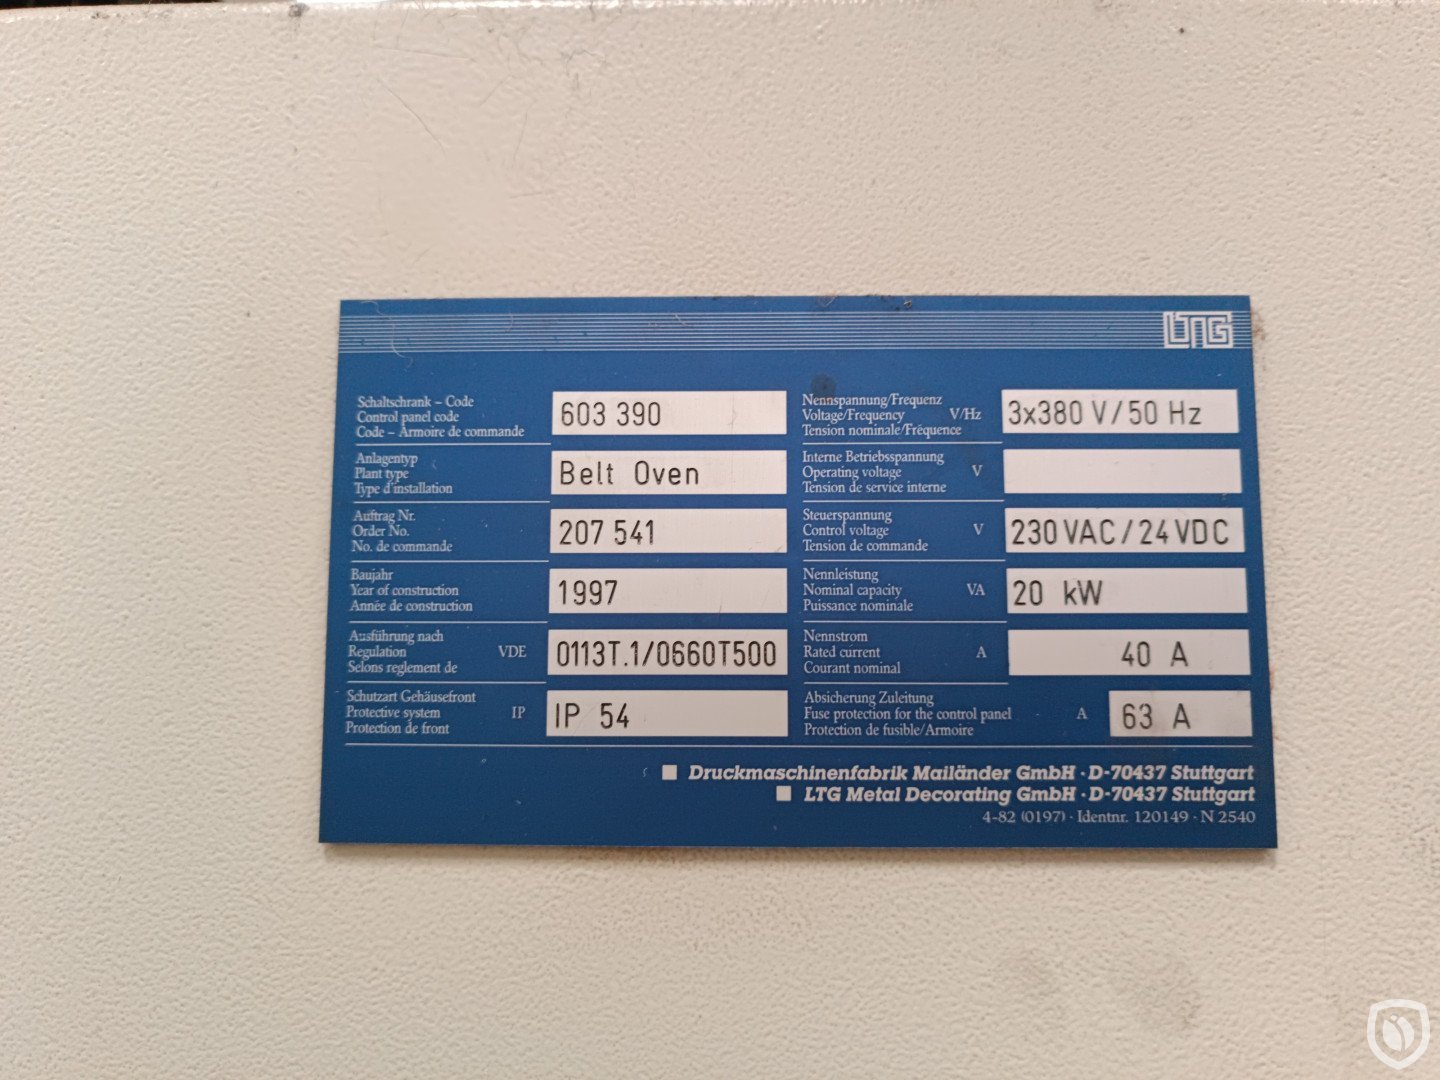 LTG
Schaltschrank – Code
Control panel code
Code – Armoire de commande
603 390
Anlagentyp
Plant type
Type d'installation
Belt Oven
Auftrag Nr.
Order No.
No. de commande
207 541
Baujahr
Year of construction
Année de construction
1997
Ausführung nach
Regulation VDE
Selons reglement de
0113T.1/0660T500
Schutzart Gehäusefront
Protective system IP
Protection de front
IP 54
Nennspannung/Frequenz
Voltage/Frequency V/Hz
Tension nominale/Fréquence
3x380 V/50 Hz
Interne Betriebsspannung
Operating voltage V
Tension de service interne
Steuerspannung
Control voltage V
Tension de commande
230 VAC/24 VDC
Nennleistung
Nominal capacity VA
Puissance nominale
20 kW
Nennstrom
Rated current A
Courant nominal
40 A
Absicherung Zuleitung
Fuse protection for the control panel A
Protection de fusible/Armoire
63 A
Druckmaschinenfabrik Mailänder GmbH · D-70437 Stuttgart
LTG Metal Decorating GmbH · D-70437 Stuttgart
4-82 (0197) · Identnr. 120149 · N 2540